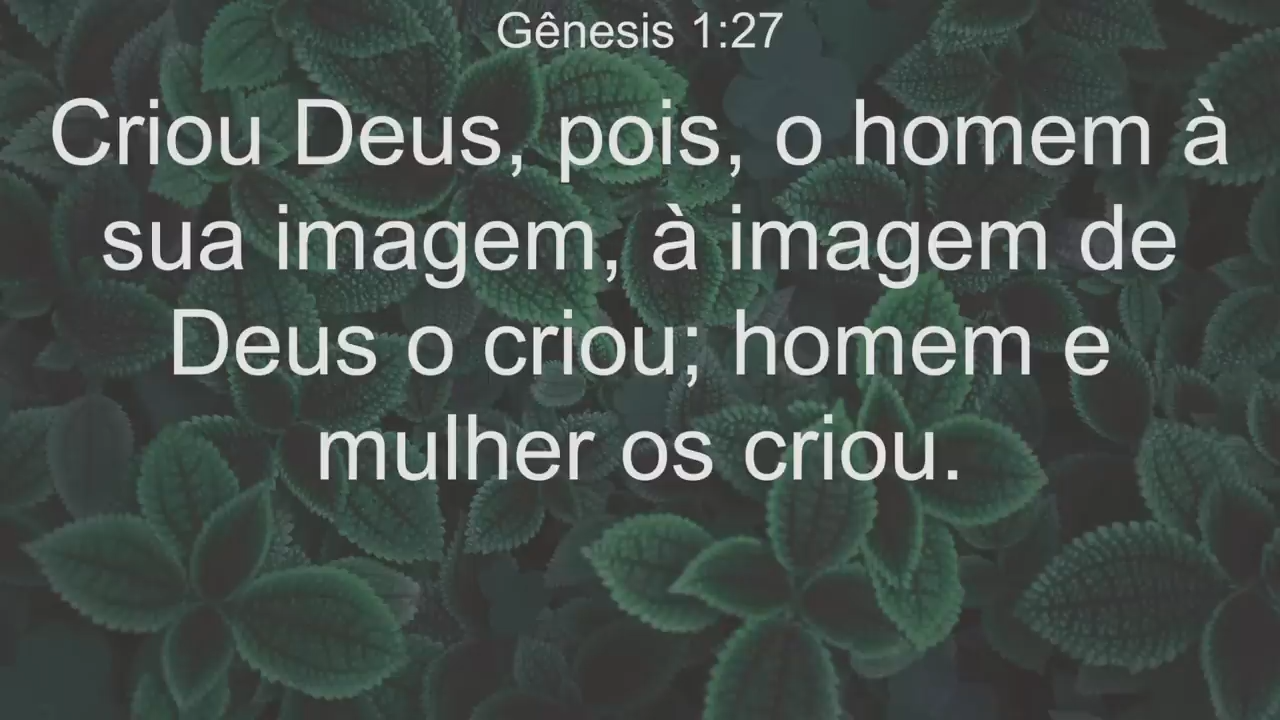 Gênesis 1:27
Criou Deus, pois, o homem à
sua imagem, à imagem de
Deus o criou; homem e
mulher os criou.